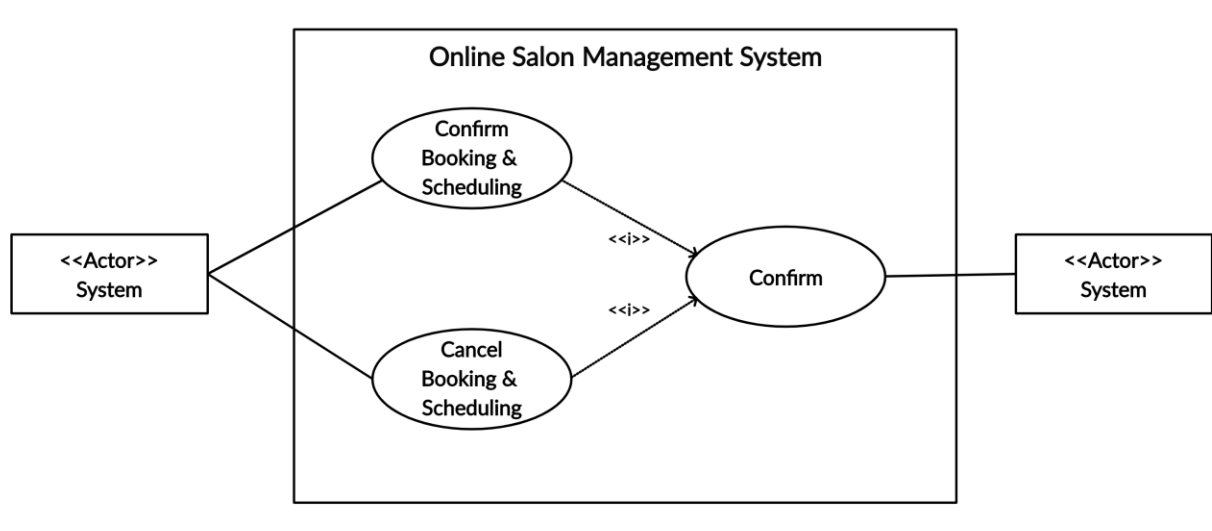 Online Salon Management System
Confirm
Booking &
Scheduling
<<i>>
<<Actor>>
System
Confirm
<<Actor>>
System
<<i>>
Cancel
Booking &
Scheduling